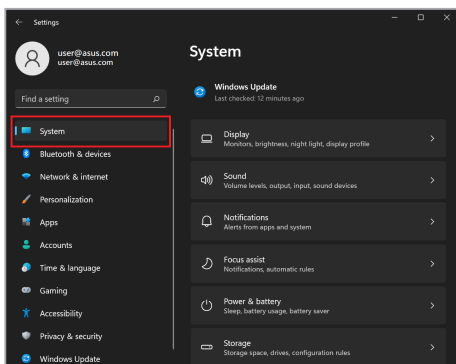 Settings
user@asus.com
user@asus.com
Find a setting
System
Bluetooth & devices
Network & internet
Personalization
Apps
Accounts
Time & language
Gaming
Accessibility
Privacy & security
Windows Update
System
Windows Update
Last checked: 12 minutes ago
Display
Monitors, brightness, night light, display profile
Sound
Volume levels, output, input, sound devices
Notifications
Alerts from apps and system
Focus assist
Notifications, automatic rules
Power & battery
Sleep, battery usage, battery saver
Storage
Storage space, drives, configuration rules